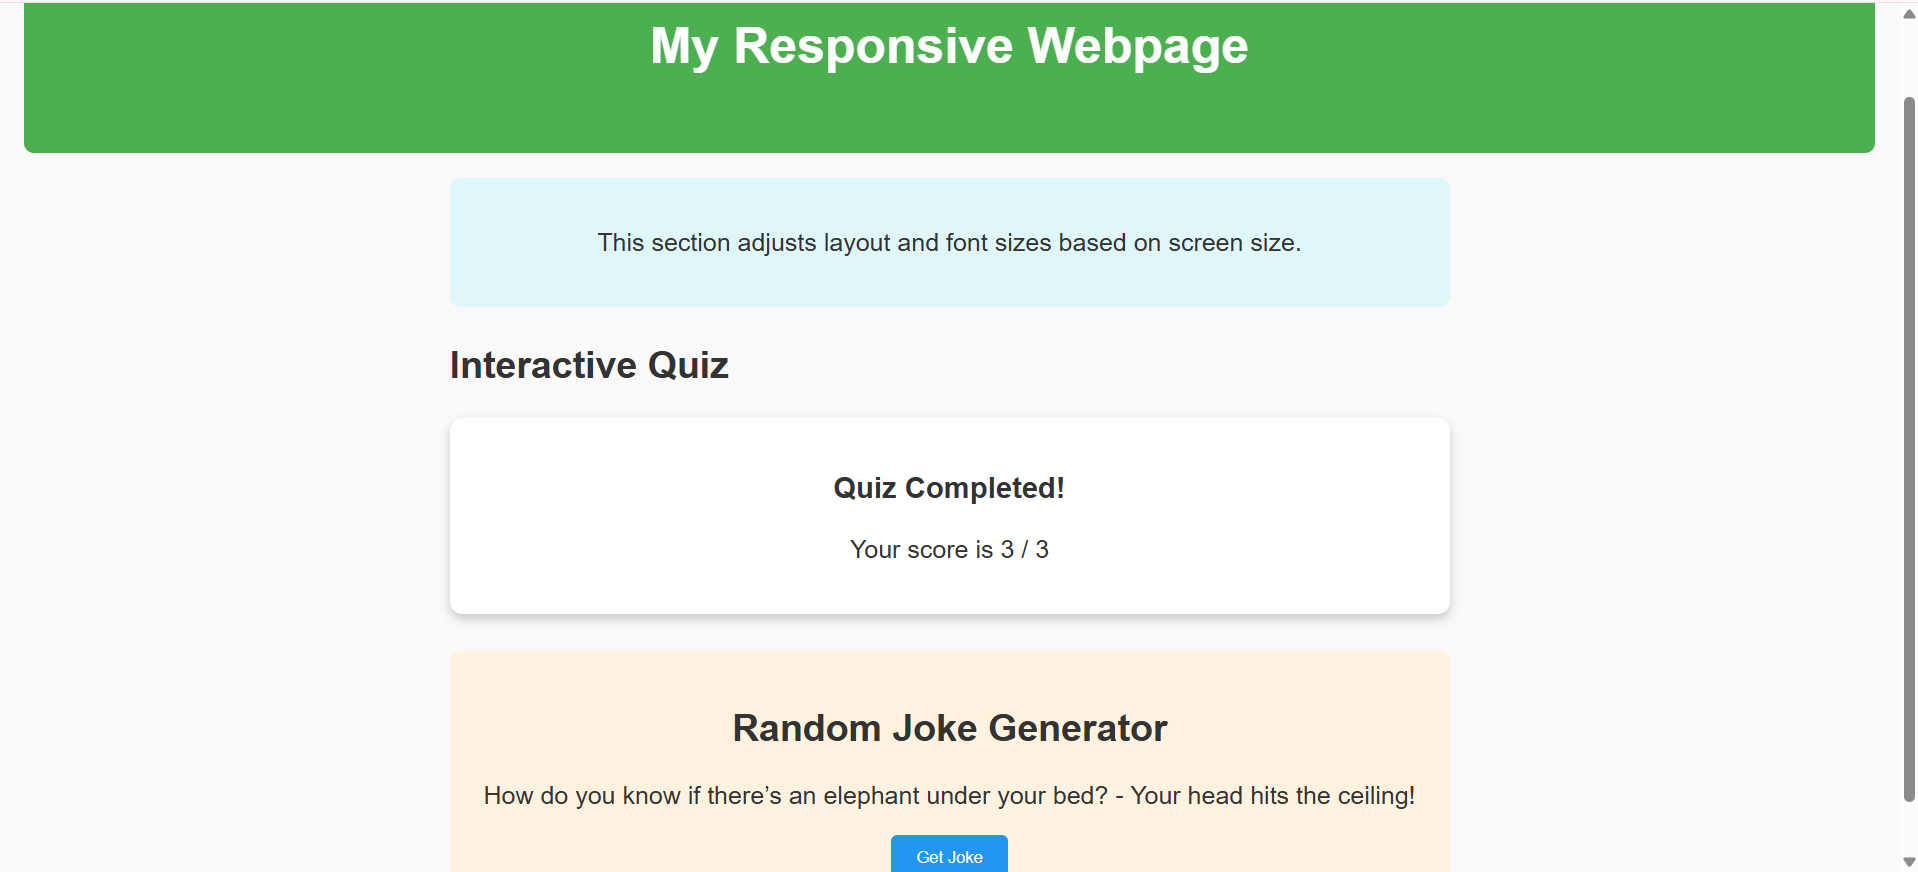 My Responsive Webpage
This section adjusts layout and font sizes based on screen size.
Interactive Quiz
Quiz Completed!
Your score is 3 / 3
Random Joke Generator
How do you know if there’s an elephant under your bed? - Your head hits the ceiling!
Get Joke